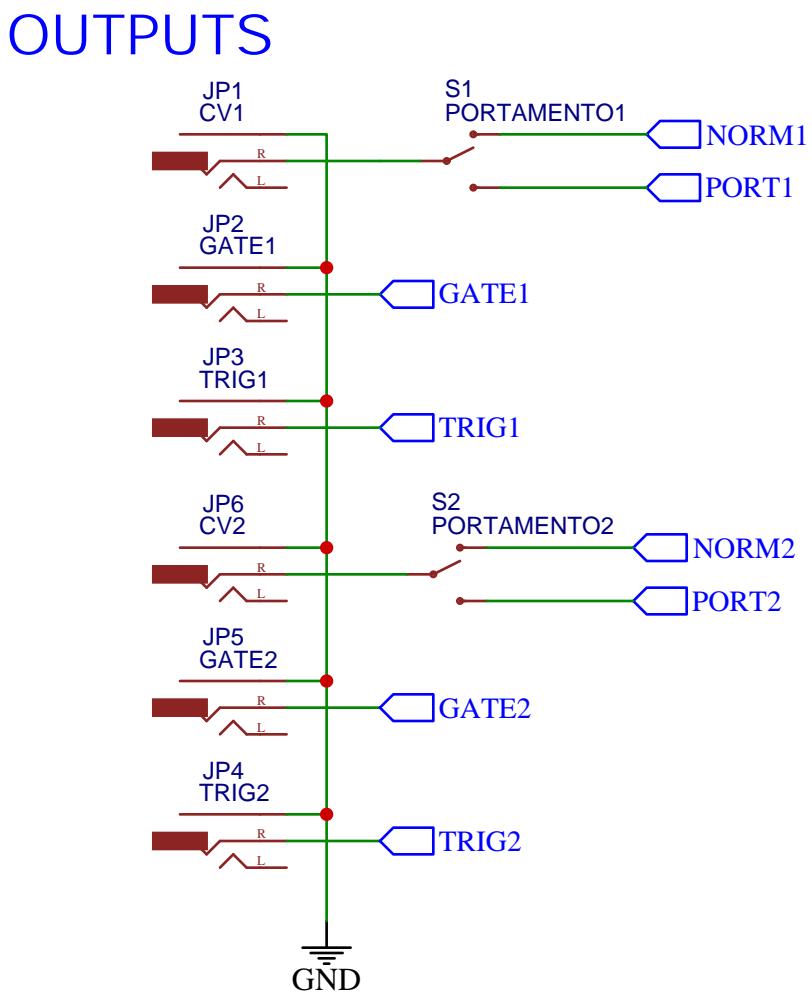 OUTPUTS
JP1
CV1
S1
PORTAMENTO1
NORM1
R
L
PORT1
JP2
GATE1
R
L
GATE1
JP3
TRIG1
R
L
TRIG1
JP6
CV2
S2
PORTAMENTO2
NORM2
R
L
PORT2
JP5
GATE2
R
L
GATE2
JP4
TRIG2
R
L
TRIG2
GND